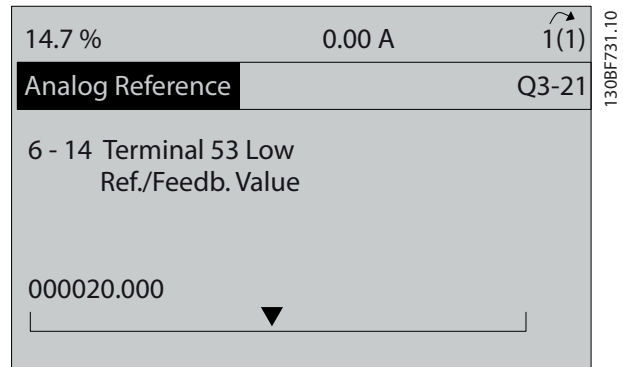 14.7 % 0.00 A 1(1)
Analog Reference Q3-21
6 - 14 Terminal 53 Low
Ref./Feedb. Value
000020.000
130BF731.10